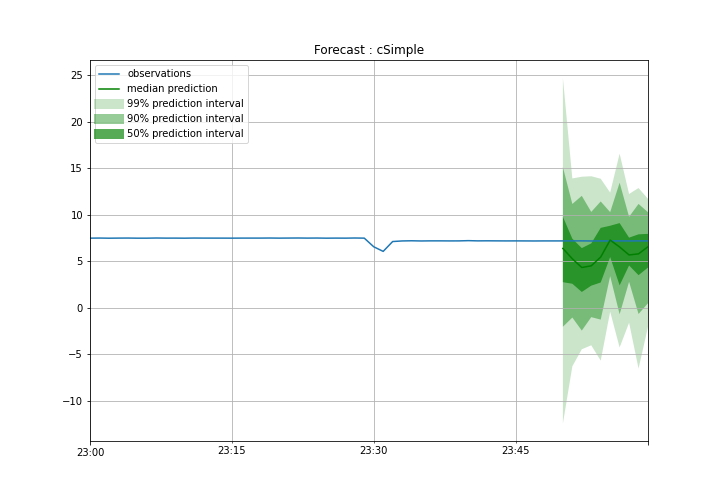 Forecast : cSimple
observations
median prediction
99% prediction interval
90% prediction interval
50% prediction interval
25
20
15
10
5
0
−5
−10
23:00
23:15
23:30
23:45